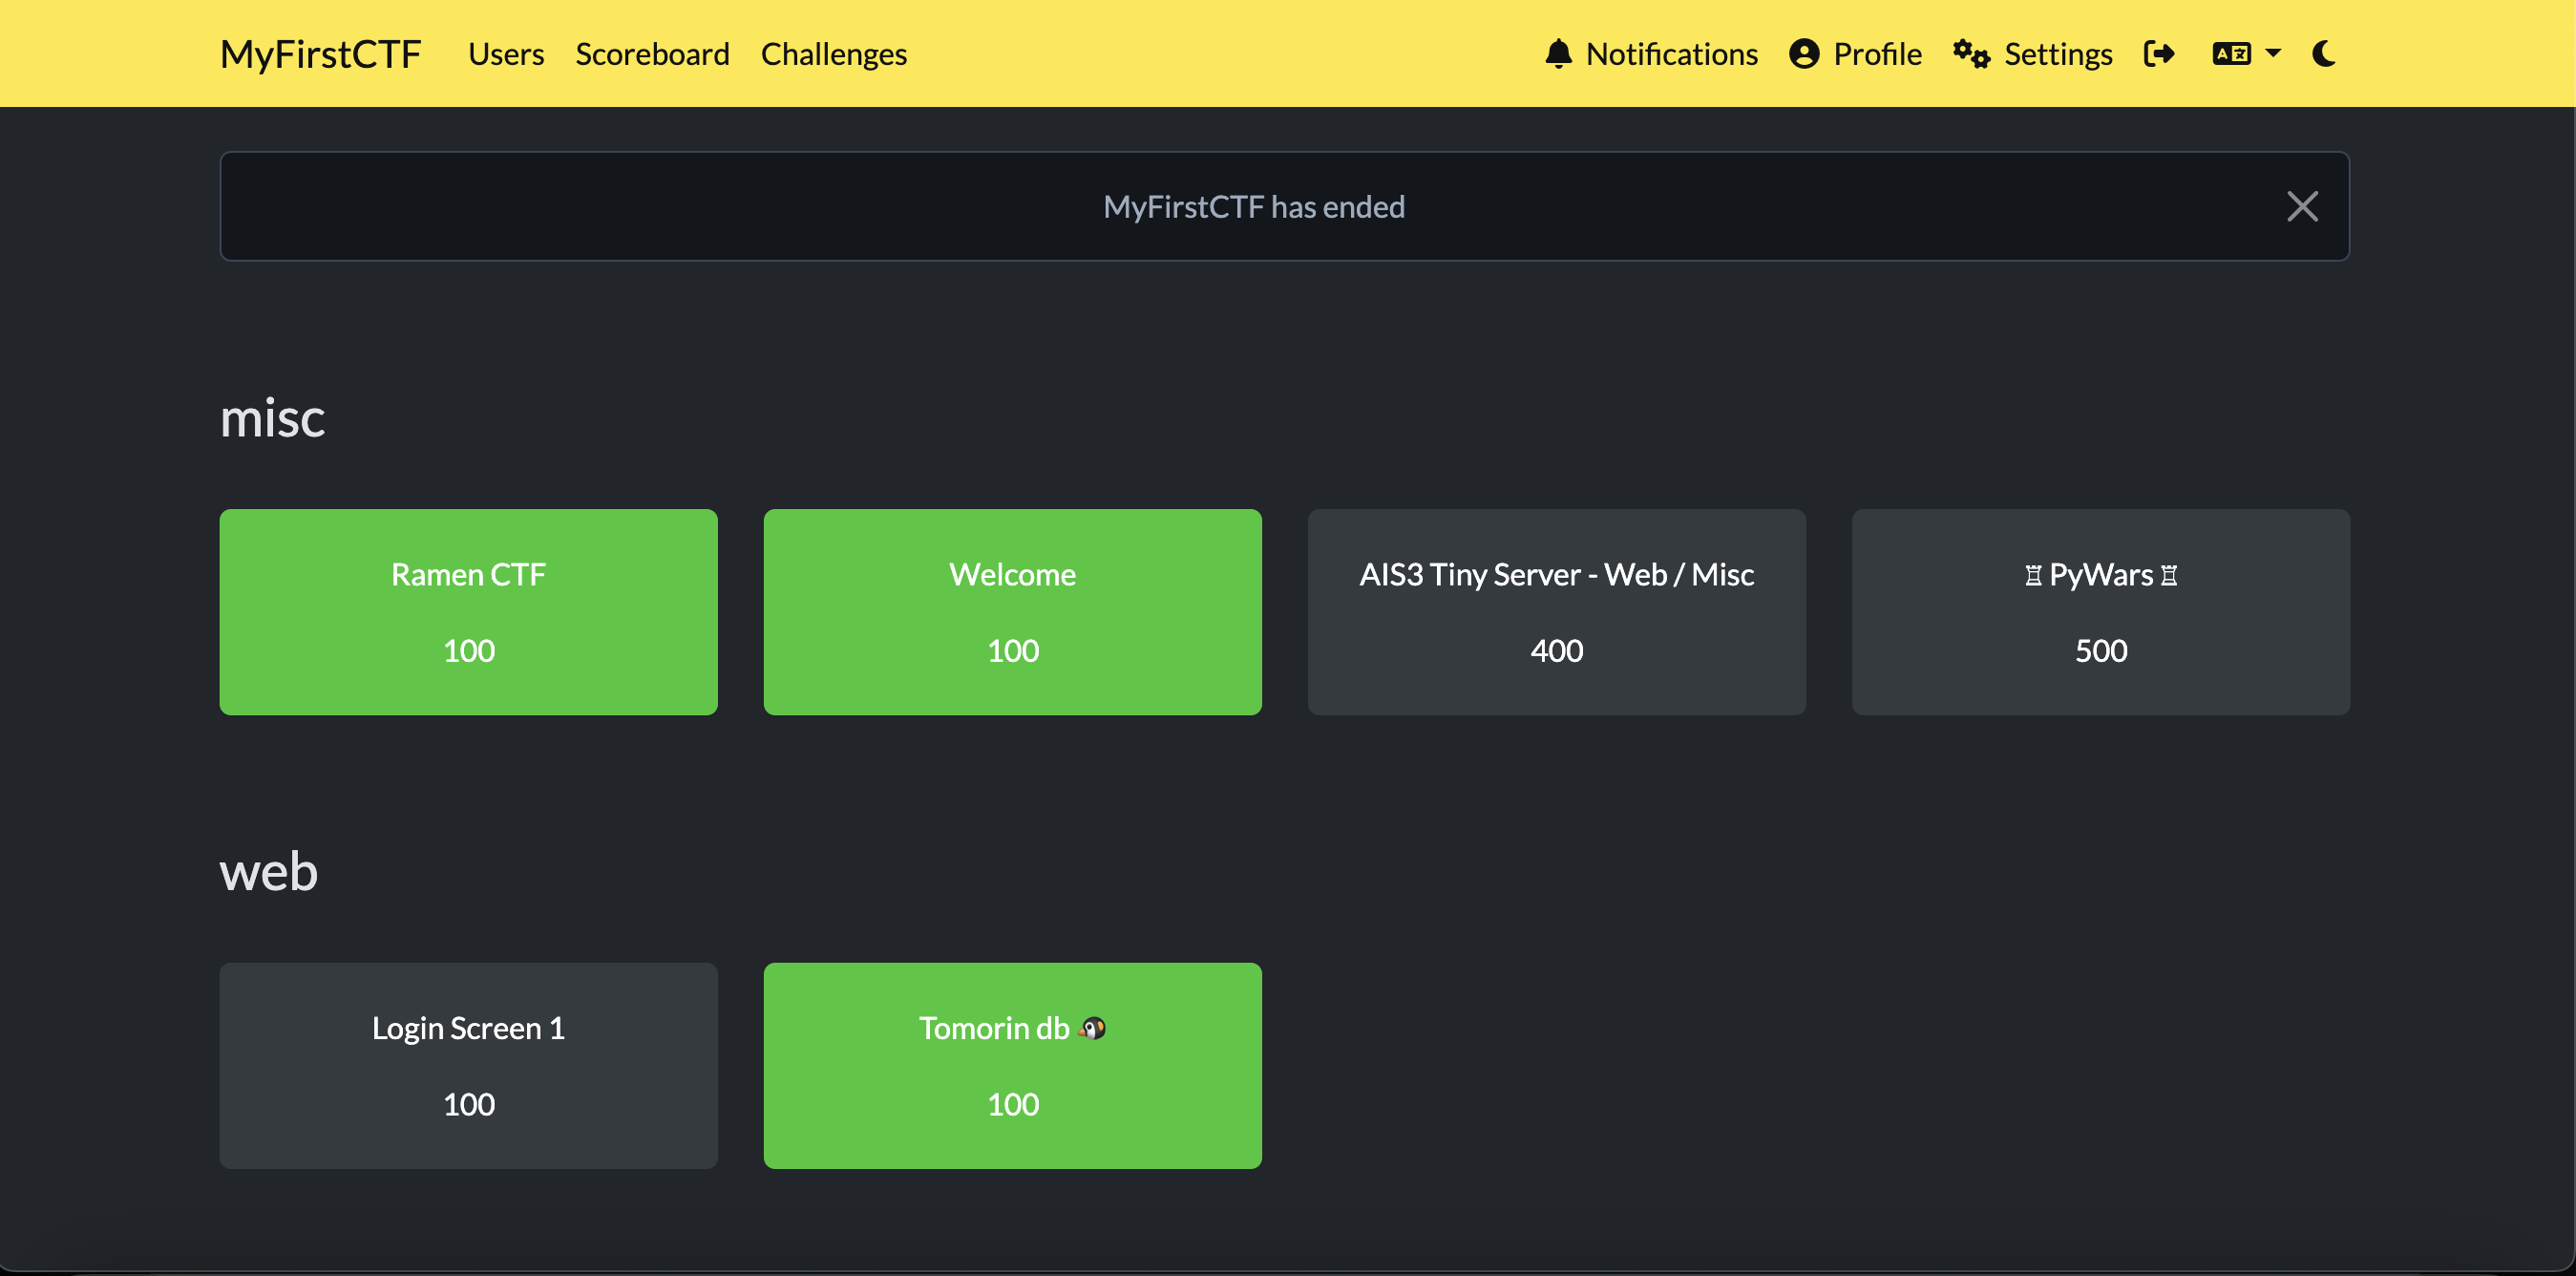 MyFirstCTF Users Scoreboard Challenges Notifications Profile Settings
MyFirstCTF has ended
misc
Ramen CTF
100
Welcome
100
AIS3 Tiny Server - Web / Misc
400
♖ PyWars ♖
500
web
Login Screen 1
100
Tomorin db 🐧
100